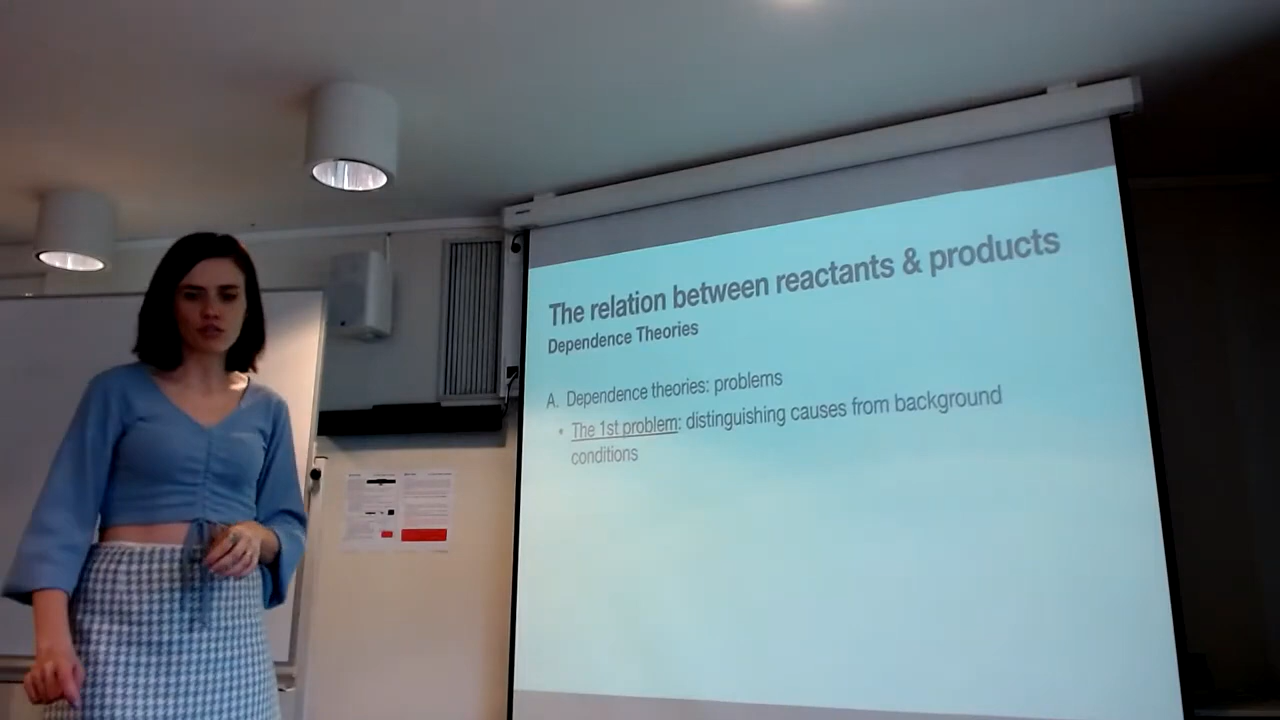 The relation between reactants & products
Dependence Theories
A. Dependence theories: problems
• The 1st problem: distinguishing causes from background
conditions